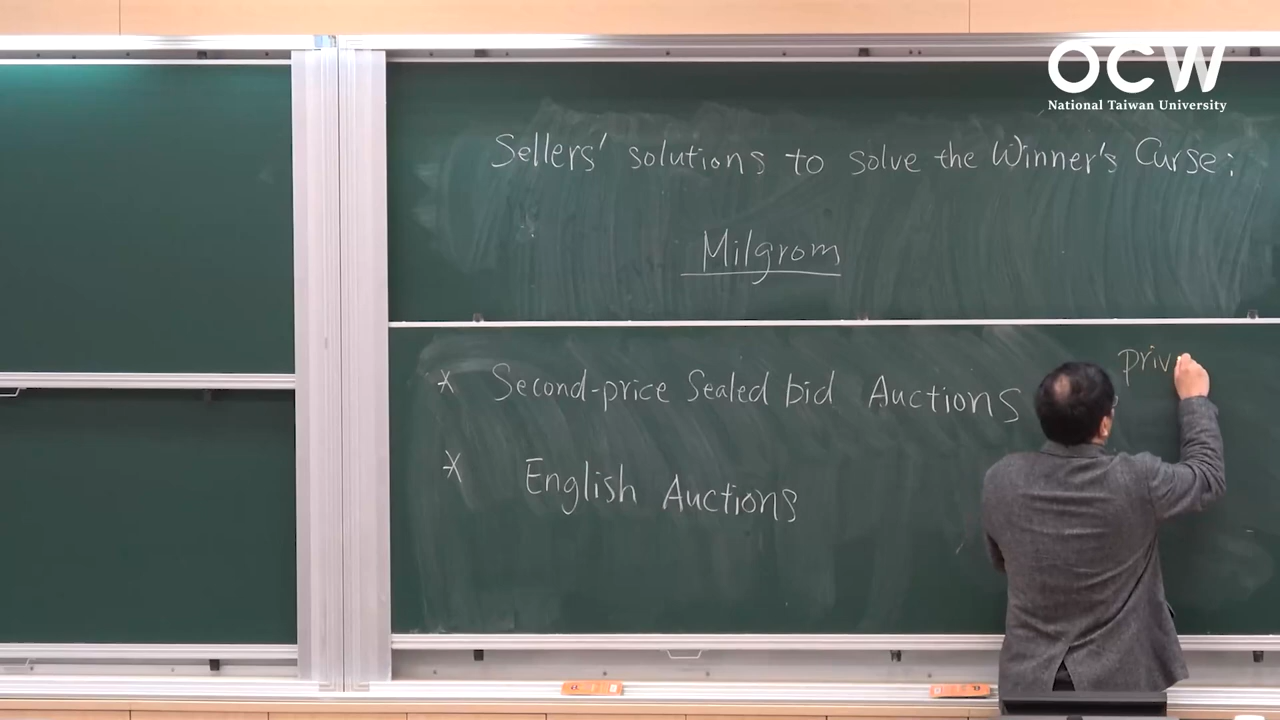 OCW
National Taiwan University
Sellers' solutions to solve the Winner's Curse:
Milgrom
* Second-price Sealed bid Auctions
priv
* English Auctions